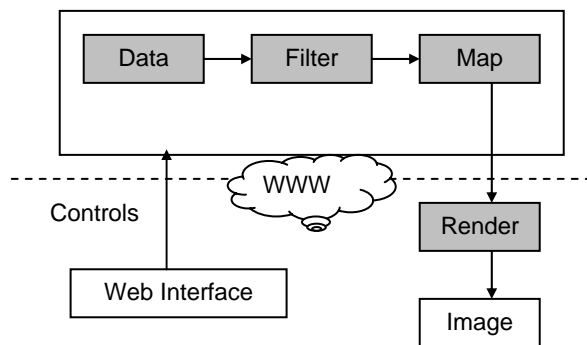 Data
Filter
Map
WWW
Controls
Render
Web Interface
Image